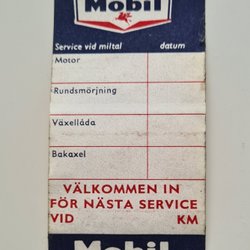 Mobil
Service vid miltal datum
Motor
Rundsmörjning
Växellåda
Bakaxel
VÄLKOMMEN IN
FÖR NÄSTA SERVICE
VID KM
Mobil